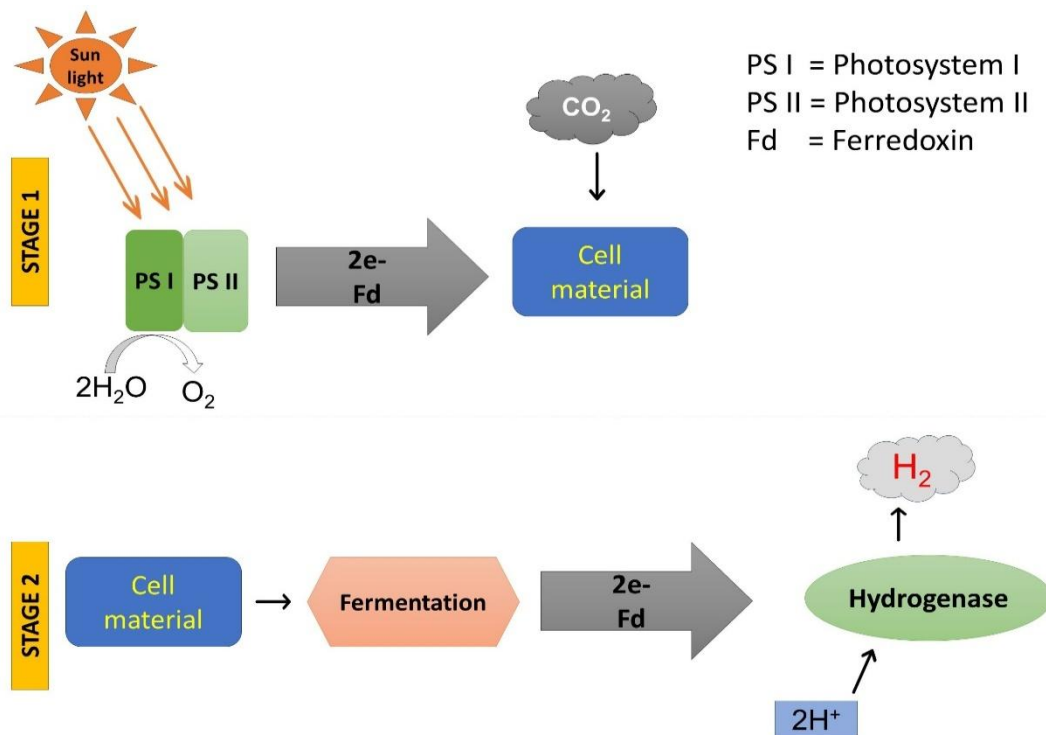 Sun
light
CO₂
PS I = Photosystem I
PS II = Photosystem II
Fd = Ferredoxin
STAGE 1
PS I
PS II
2e-
Fd
Cell
material
2H₂O
O₂
H₂
STAGE 2
Cell
material
Fermentation
2e-
Fd
Hydrogenase
2H⁺